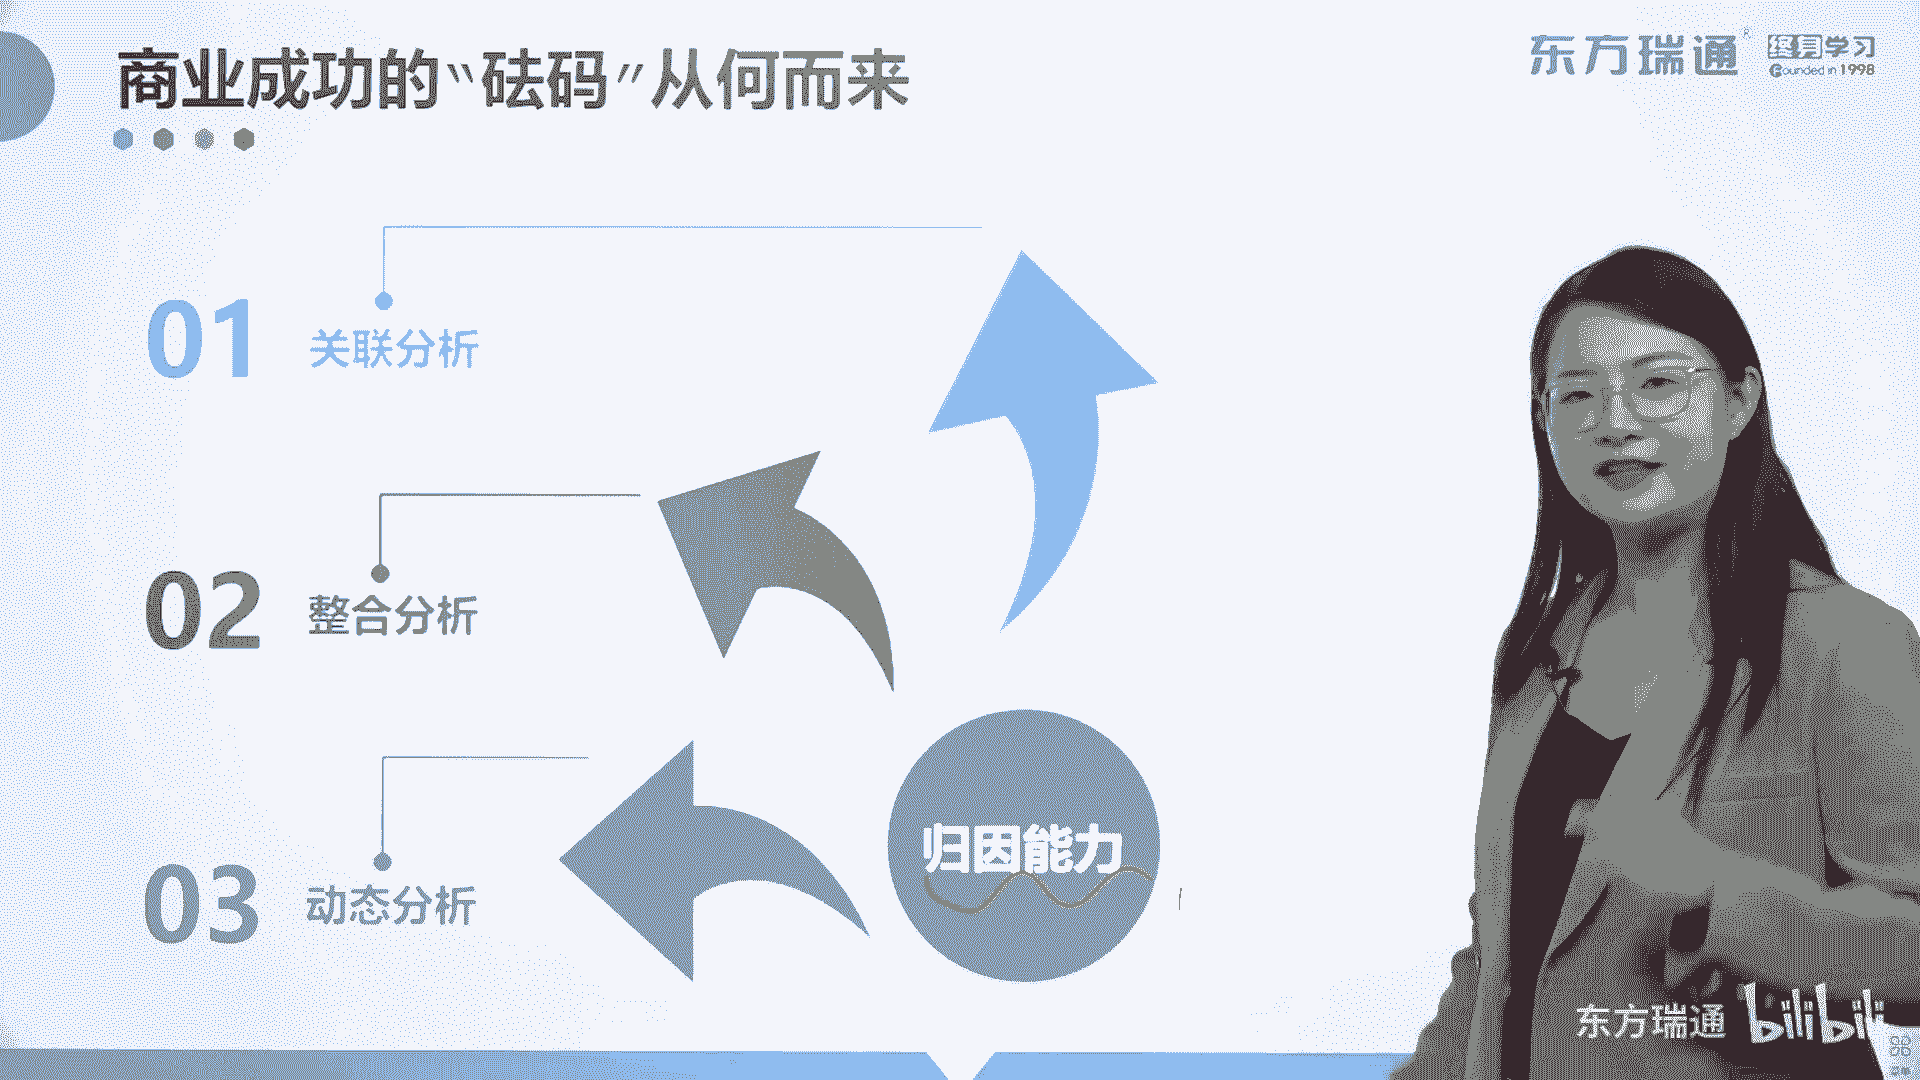 商业成功的“砝码”从何而来
东方瑞通®
终身学习
Founded in 1998
01
关联分析
02
整合分析
03
动态分析
归因能力
东方瑞通
bilibili